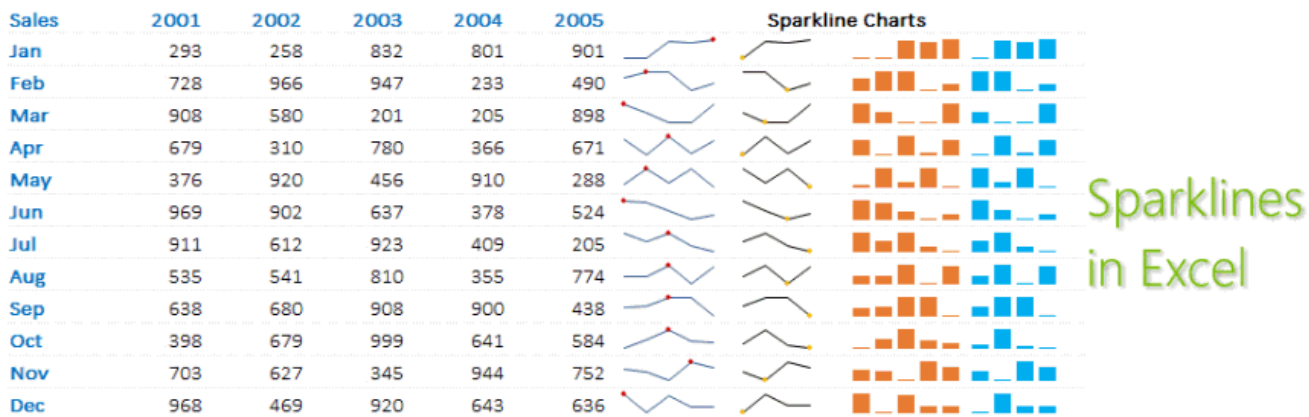 Sales 2001 2002 2003 2004 2005 Sparkline Charts
Jan 293 258 832 801 901
Feb 728 966 947 233 490
Mar 908 580 201 205 898
Apr 679 310 780 366 671
May 376 920 456 910 288
Jun 969 902 637 378 524
Jul 911 612 923 409 205
Aug 535 541 810 355 774
Sep 638 680 908 900 438
Oct 398 679 999 641 584
Nov 703 627 345 944 752
Dec 968 469 920 643 636
Sparklines
in Excel